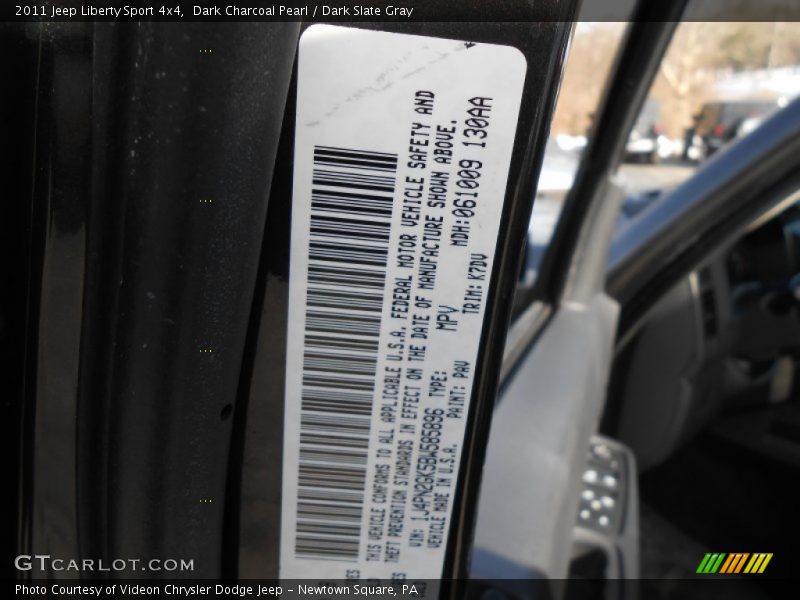 2011 Jeep Liberty Sport 4x4,  Dark Charcoal Pearl / Dark Slate Gray
THIS VEHICLE CONFORMS TO ALL APPLICABLE U.S.A. FEDERAL MOTOR VEHICLE SAFETY AND
THEFT PREVENTION STANDARDS IN EFFECT ON THE DATE OF MANUFACTURE SHOWN ABOVE.
VIN: 1J4PN2GK5BW585896 TYPE: MPV MDH:061009 130AA
VEHICLE MADE IN U.S.A. PAINT: PAV TRIM: K7DV
GTCARLOT.COM
Photo Courtesy of Videon Chrysler Dodge Jeep – Newtown Square, PA